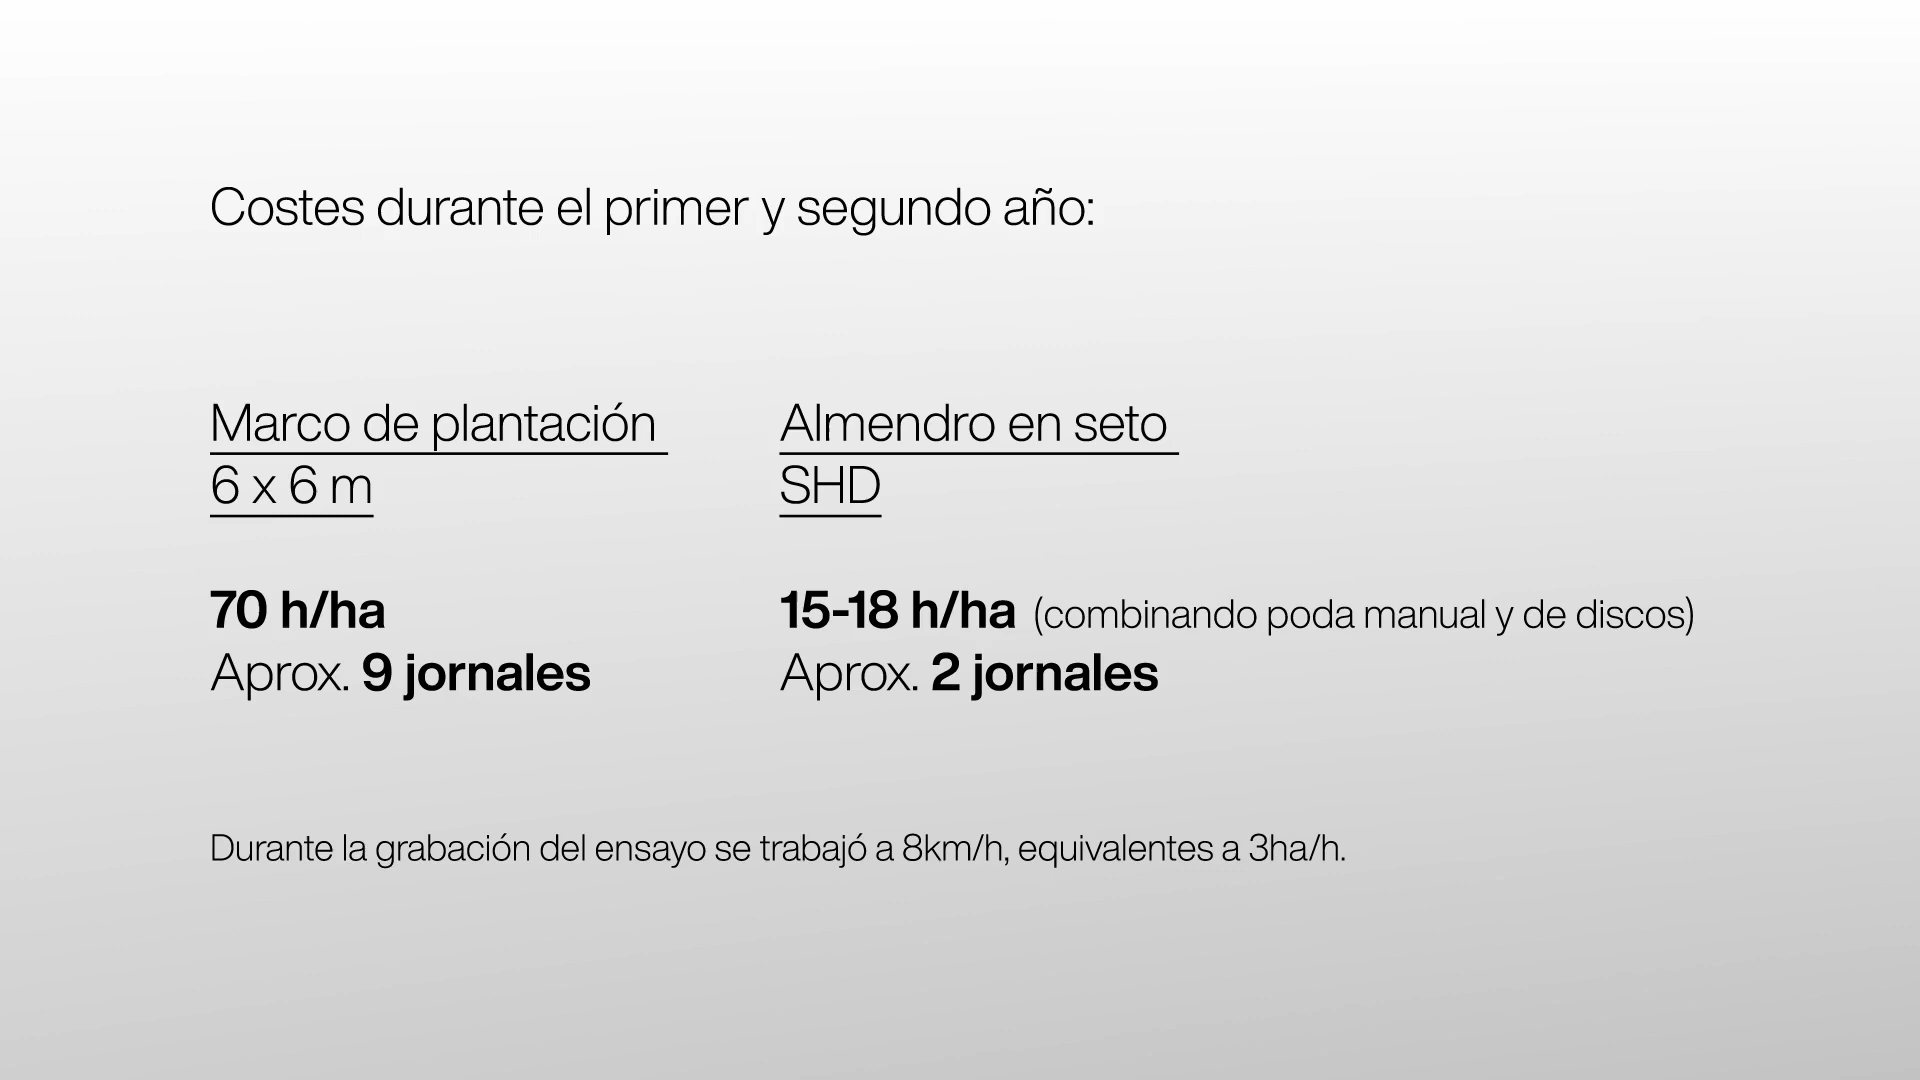 Costes durante el primer y segundo año:
Marco de plantación
6 x 6 m
70 h/ha
Aprox. 9 jornales
Almendro en seto
SHD
15-18 h/ha (combinando poda manual y de discos)
Aprox. 2 jornales
Durante la grabación del ensayo se trabajó a 8km/h, equivalentes a 3ha/h.